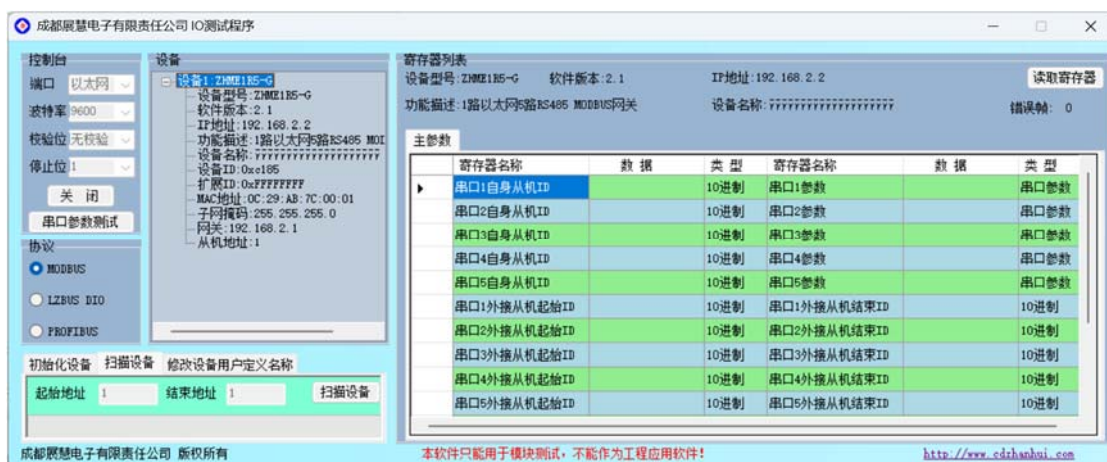 成都展慧电子有限责任公司 IO测试程序
控制台
端口 以太网
波特率 9600
校验位 无校验
停止位 1
关 闭
串口参数测试
协议
MODBUS
LZBUS DIO
PROFIBUS
设备
设备1:ZHME1R5-G
设备型号:ZHME1R5-G
软件版本:2.1
IP地址:192.168.2.2
功能描述:1路以太网5路RS485 MOI
设备名称:????????????????????
设备ID:0xc185
扩展ID:0xFFFFFFFF
MAC地址:0C:29:AB:7C:00:01
子网掩码:255.255.255.0
网关:192.168.2.1
从机地址:1
初始化设备 扫描设备 修改设备用户定义名称
起始地址 1 结束地址 1 扫描设备
寄存器列表
设备型号:ZHME1R5-G 软件版本:2.1 IP地址:192.168.2.2 读取寄存器
功能描述:1路以太网5路RS485 MODBUS网关 设备名称:???????????????????? 错误帧: 0
主参数
寄存器名称 数 据 类 型 寄存器名称 数 据 类 型
串口1自身从机ID 10进制 串口1参数 串口参数
串口2自身从机ID 10进制 串口2参数 串口参数
串口3自身从机ID 10进制 串口3参数 串口参数
串口4自身从机ID 10进制 串口4参数 串口参数
串口5自身从机ID 10进制 串口5参数 串口参数
串口1外接从机起始ID 10进制 串口1外接从机结束ID 10进制
串口2外接从机起始ID 10进制 串口2外接从机结束ID 10进制
串口3外接从机起始ID 10进制 串口3外接从机结束ID 10进制
串口4外接从机起始ID 10进制 串口4外接从机结束ID 10进制
串口5外接从机起始ID 10进制 串口5外接从机结束ID 10进制
成都展慧电子有限责任公司 版权所有 本软件只能用于模块测试，不能作为工程应用软件！ http://www.cdzhanhui.com